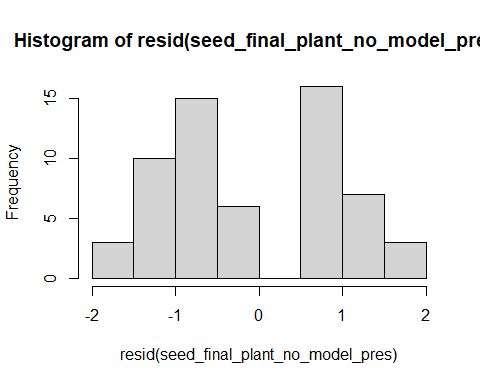 Histogram of resid(seed_final_plant_no_model_pre
Frequency
15
10
5
0
-2 -1 0 1 2
resid(seed_final_plant_no_model_pres)